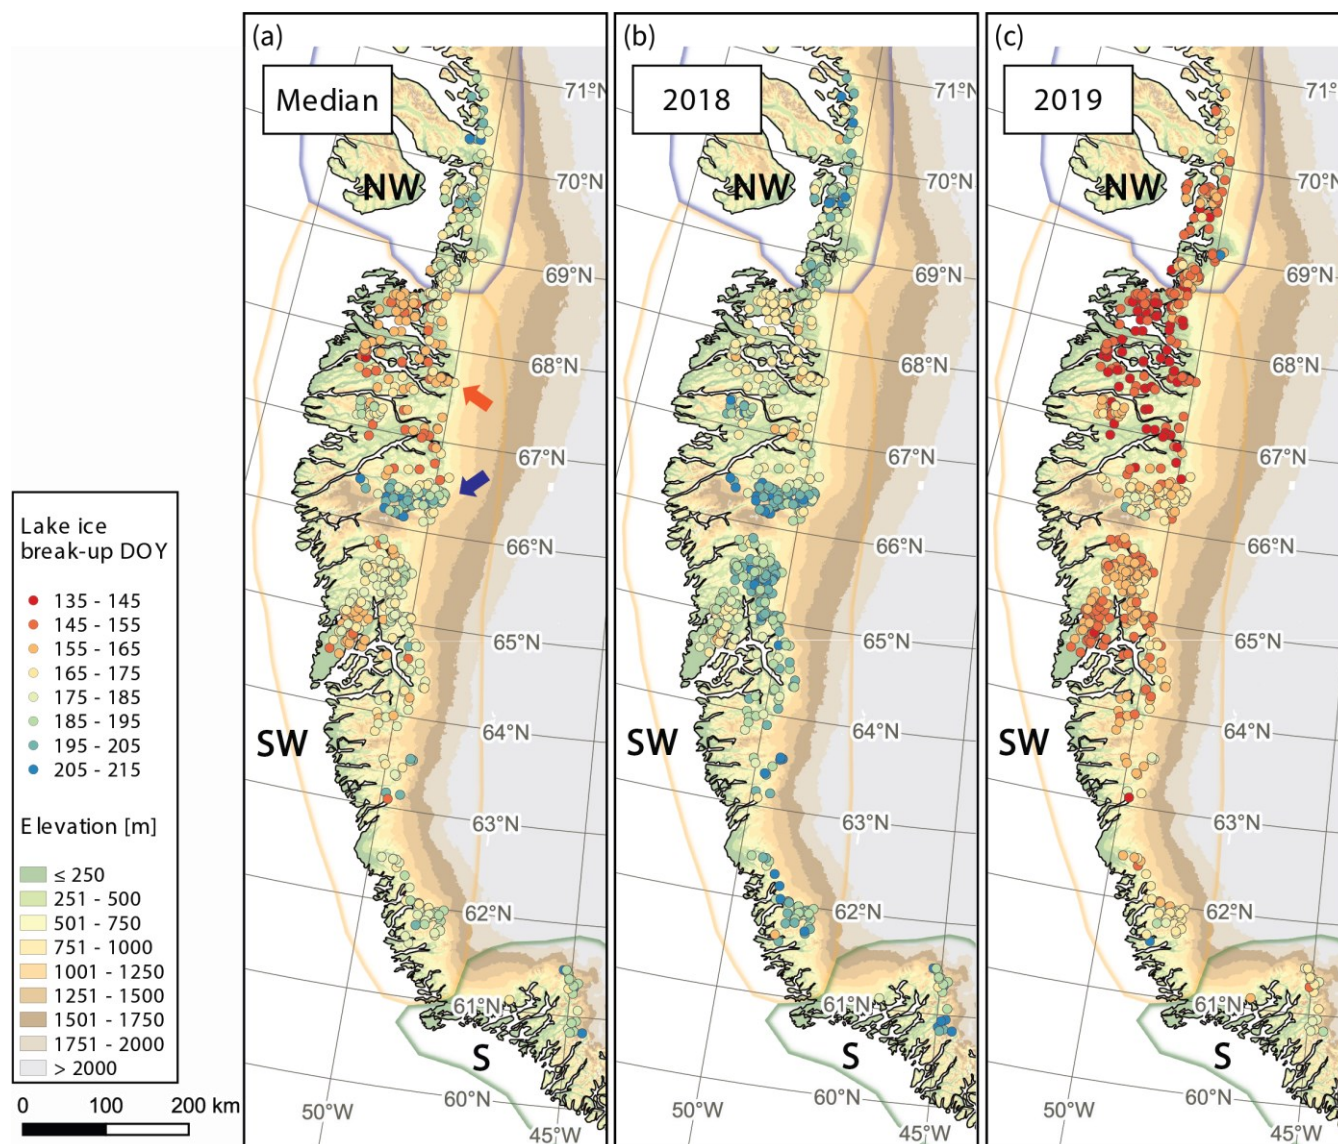 (a)
Median
71°N
70°N
NW
69°N
68°N
67°N
66°N
65°N
64°N
SW
63°N
62°N
61°N
S
60°N
50°W
45°W
(b)
2018
71°N
70°N
NW
69°N
68°N
67°N
66°N
65°N
64°N
SW
63°N
62°N
61°N
S
60°N
50°W
45°W
(c)
2019
71°N
70°N
NW
69°N
68°N
67°N
66°N
65°N
64°N
SW
63°N
62°N
61°N
S
60°N
50°W
45°W
Lake ice
break-up DOY
135 - 145
145 - 155
155 - 165
165 - 175
175 - 185
185 - 195
195 - 205
205 - 215
Elevation [m]
≤ 250
251 - 500
501 - 750
751 - 1000
1001 - 1250
1251 - 1500
1501 - 1750
1751 - 2000
> 2000
0 100 200 km